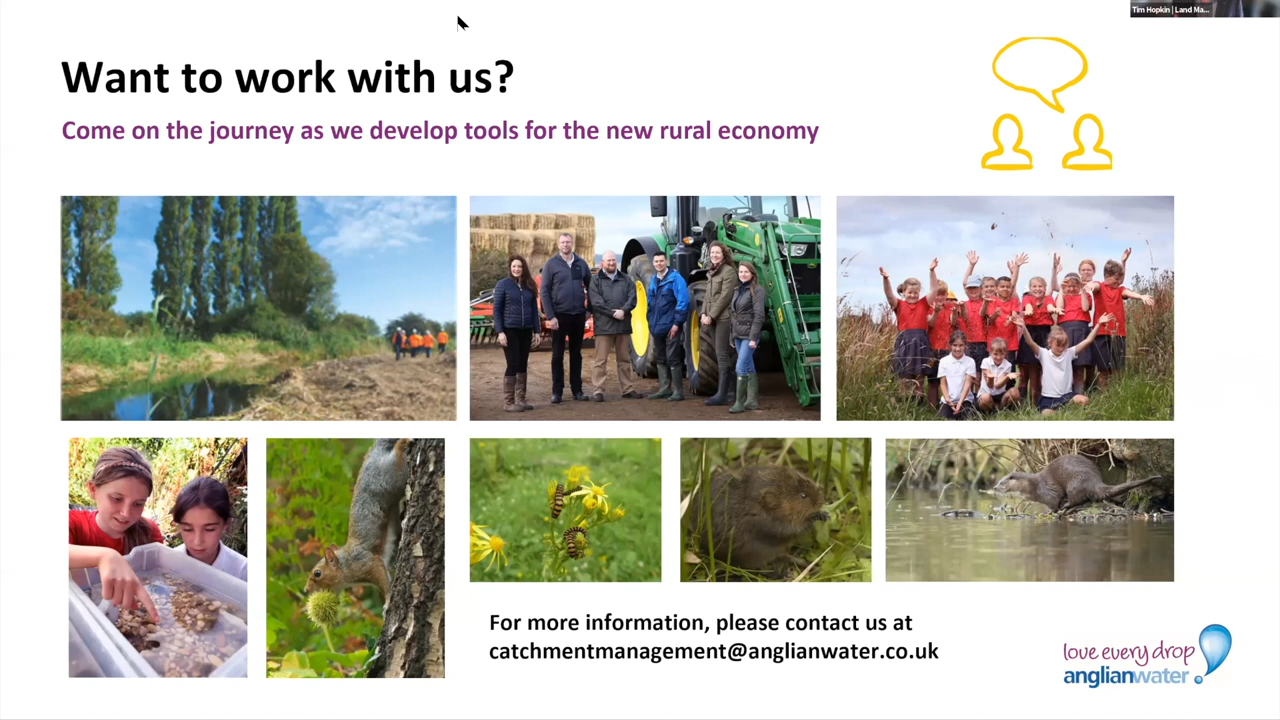 Tim Hopkin | Land Ma...
Want to work with us?
Come on the journey as we develop tools for the new rural economy
For more information, please contact us at
catchmentmanagement@anglianwater.co.uk
love every drop
anglianwater